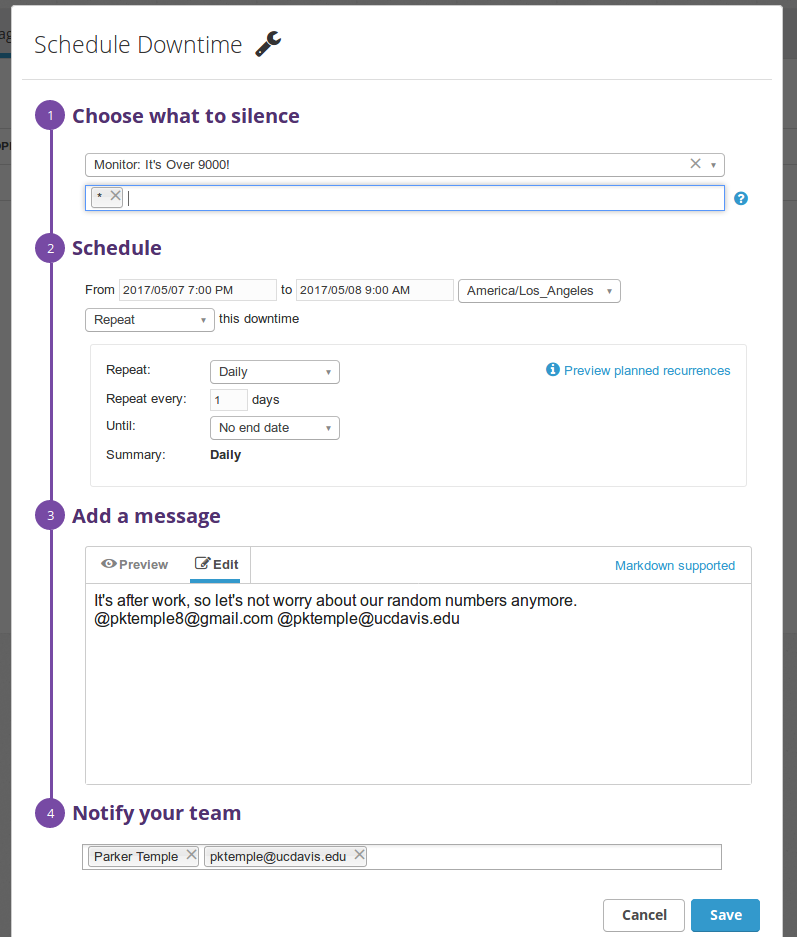 Schedule Downtime
1 Choose what to silence
Monitor: It's Over 9000!
*
2 Schedule
From 2017/05/07 7:00 PM to 2017/05/08 9:00 AM America/Los_Angeles
Repeat this downtime
Repeat: Daily Preview planned recurrences
Repeat every: 1 days
Until: No end date
Summary: Daily
3 Add a message
Preview Edit Markdown supported
It's after work, so let's not worry about our random numbers anymore.
@pktemple8@gmail.com @pktemple@ucdavis.edu
4 Notify your team
Parker Temple pktemple@ucdavis.edu
Cancel Save